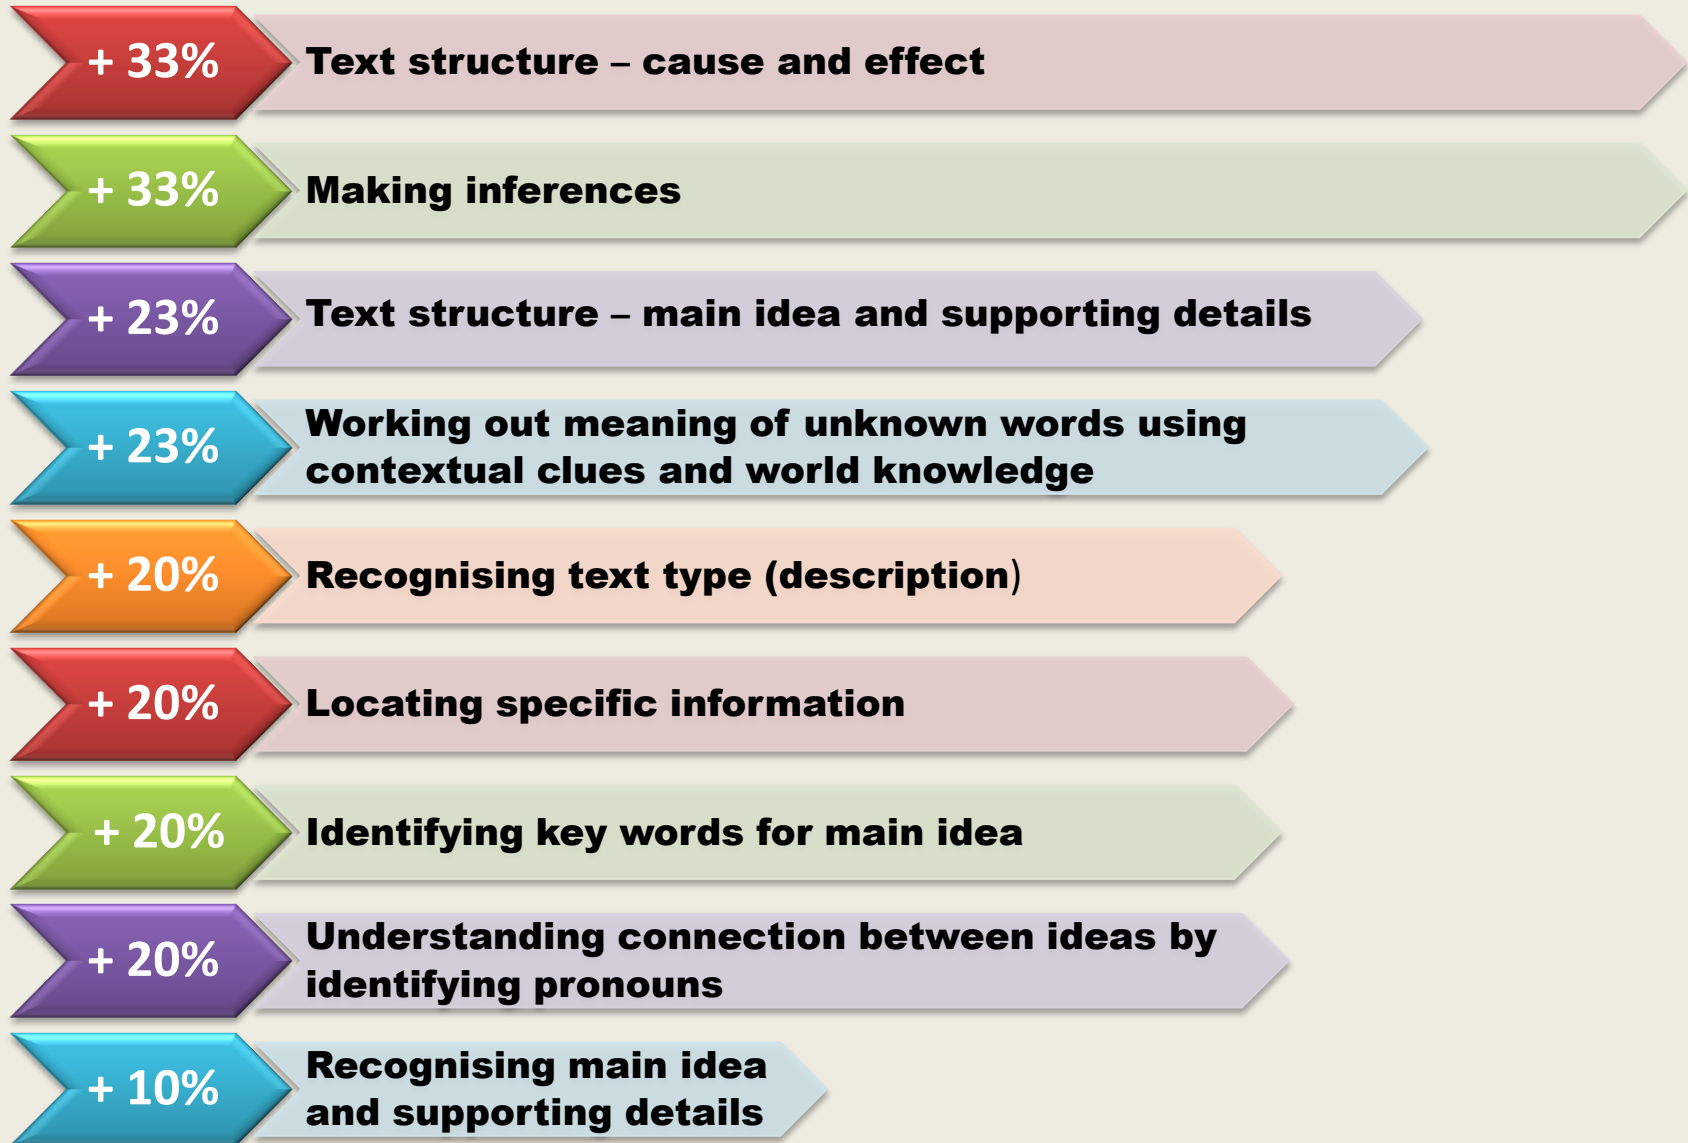 + 33%
Text structure – cause and effect
+ 33%
Making inferences
+ 23%
Text structure – main idea and supporting details
+ 23%
Working out meaning of unknown words using
contextual clues and world knowledge
+ 20%
Recognising text type (description)
+ 20%
Locating specific information
+ 20%
Identifying key words for main idea
+ 20%
Understanding connection between ideas by
identifying pronouns
+ 10%
Recognising main idea
and supporting details